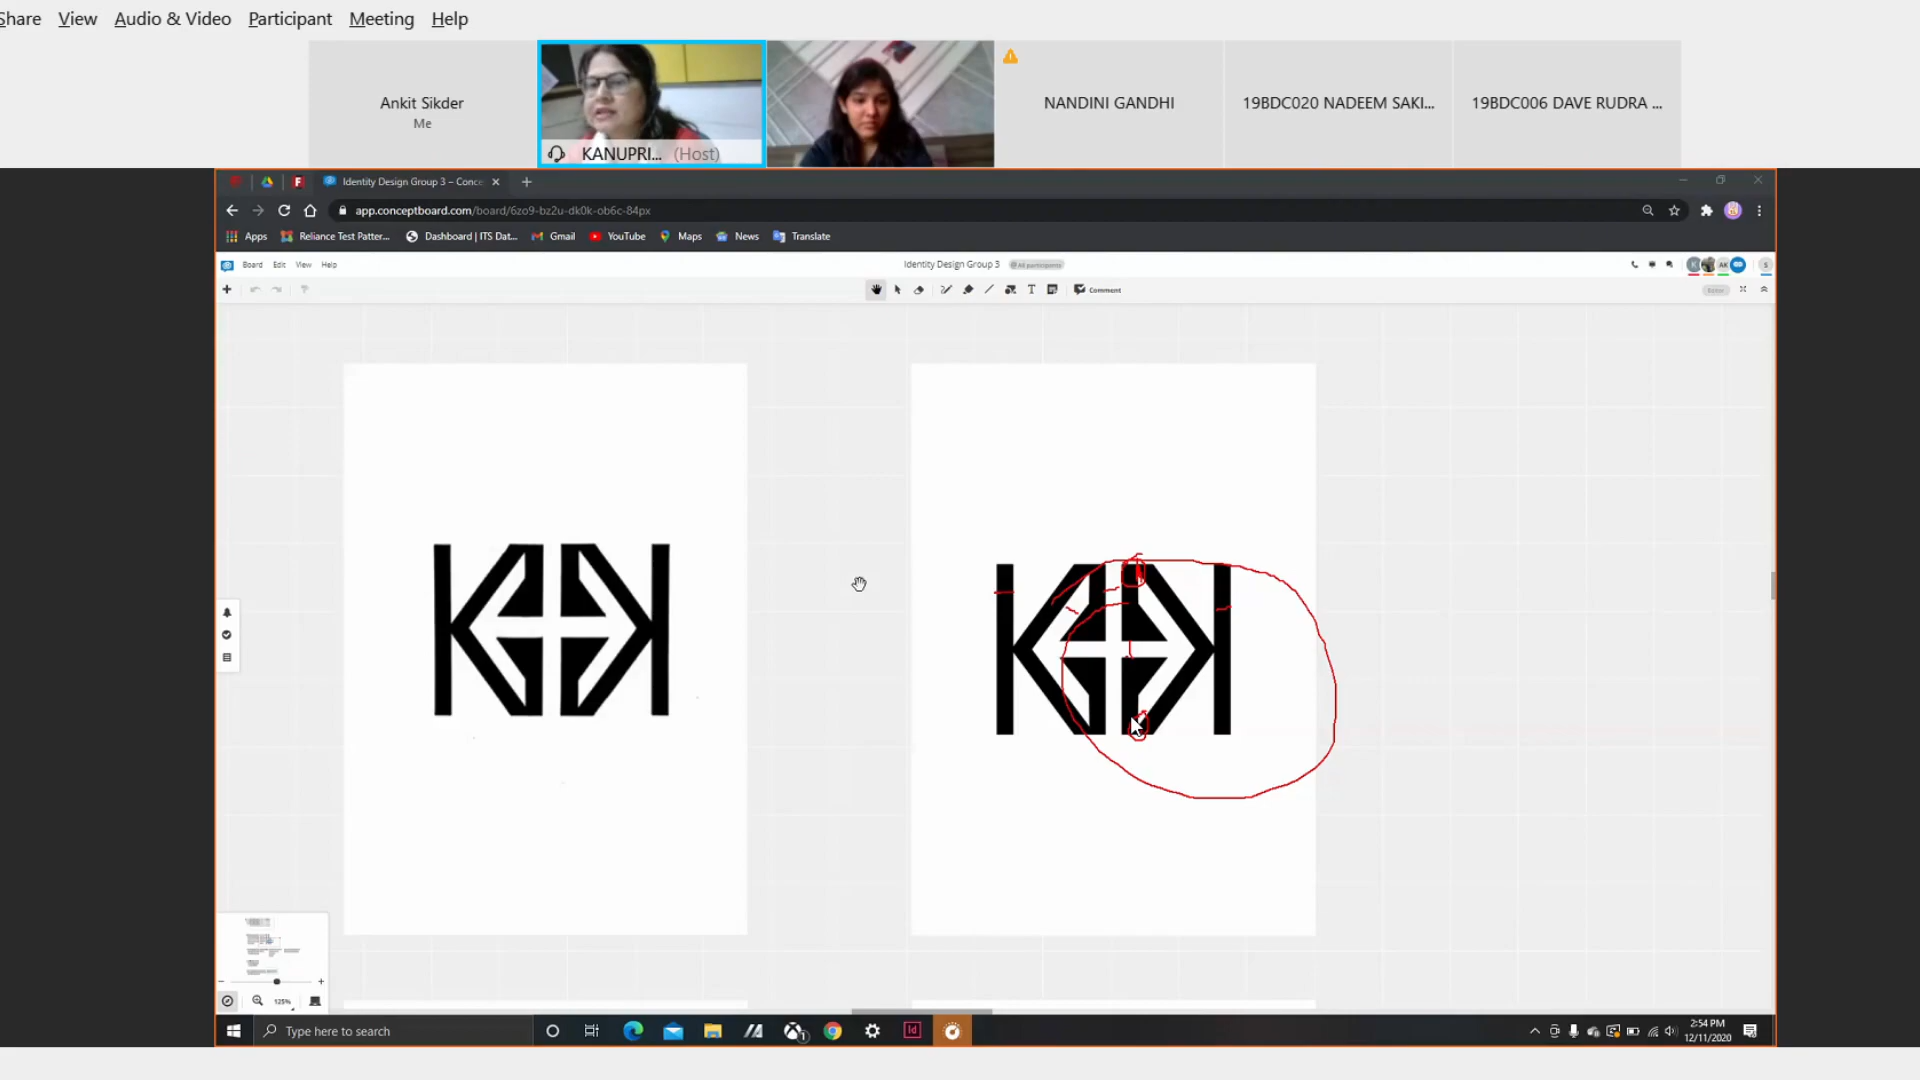 Share View Audio & Video Participant Meeting Help
Ankit Sikder
Me
KANUPRI... (Host)
NANDINI GANDHI
19BDC020 NADEEM SAKI...
19BDC006 DAVE RUDRA ...
Identity Design Group 3 – Conce
app.conceptboard.com/board/6zo9-bz2u-dk0k-ob6c-84px
Apps Reliance Test Patter... Dashboard | ITS Dat... Gmail YouTube Maps News Translate
Board Edit View Help
Identity Design Group 3 All participants
Comment
125%
Type here to search
2:54 PM
12/11/2020